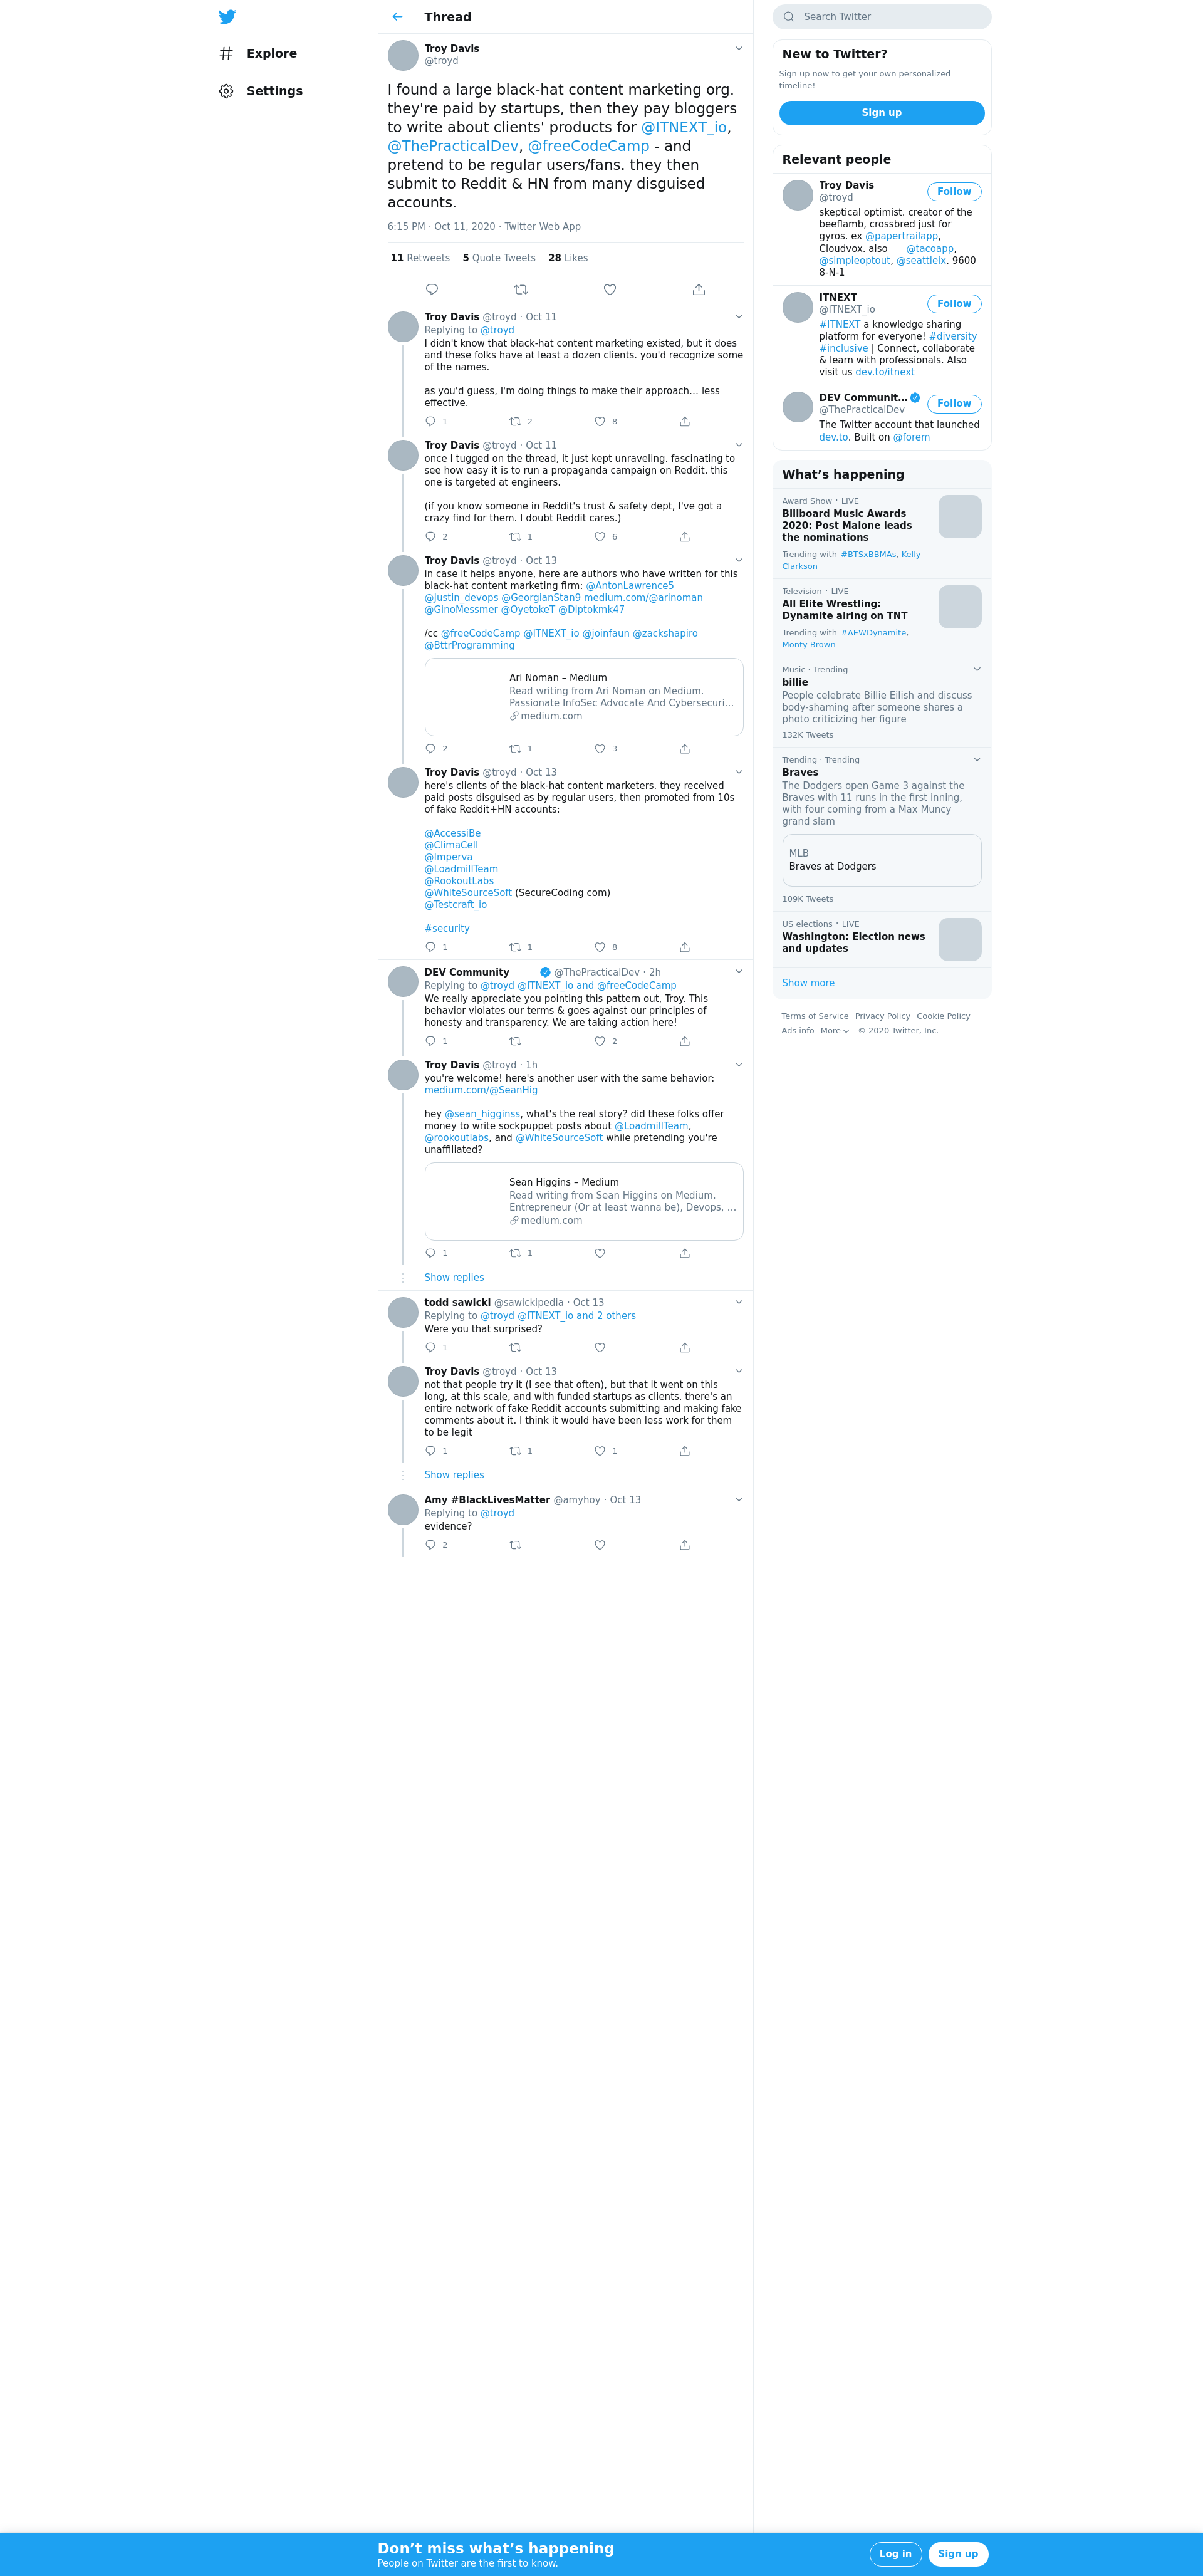 Explore
Settings
Thread
Troy Davis
@troyd
I found a large black-hat content marketing org.
they're paid by startups, then they pay bloggers
to write about clients' products for @ITNEXT_io,
@ThePracticalDev, @freeCodeCamp - and
pretend to be regular users/fans. they then
submit to Reddit & HN from many disguised
accounts.
6:15 PM · Oct 11, 2020 · Twitter Web App
11 Retweets 5 Quote Tweets 28 Likes
Troy Davis @troyd · Oct 11
Replying to @troyd
I didn't know that black-hat content marketing existed, but it does
and these folks have at least a dozen clients. you'd recognize some
of the names.
as you'd guess, I'm doing things to make their approach... less
effective.
1 2 8
Troy Davis @troyd · Oct 11
once I tugged on the thread, it just kept unraveling. fascinating to
see how easy it is to run a propaganda campaign on Reddit. this
one is targeted at engineers.
(if you know someone in Reddit's trust & safety dept, I've got a
crazy find for them. I doubt Reddit cares.)
2 1 6
Troy Davis @troyd · Oct 13
in case it helps anyone, here are authors who have written for this
black-hat content marketing firm: @AntonLawrence5
@Justin_devops @GeorgianStan9 medium.com/@arinoman
@GinoMessmer @OyetokeT @Diptokmk47
/cc @freeCodeCamp @ITNEXT_io @joinfaun @zackshapiro
@BttrProgramming
Ari Noman – Medium
Read writing from Ari Noman on Medium.
Passionate InfoSec Advocate And Cybersecuri...
medium.com
2 1 3
Troy Davis @troyd · Oct 13
here's clients of the black-hat content marketers. they received
paid posts disguised as by regular users, then promoted from 10s
of fake Reddit+HN accounts:
@AccessiBe
@ClimaCell
@Imperva
@LoadmillTeam
@RookoutLabs
@WhiteSourceSoft (SecureCoding com)
@Testcraft_io
#security
1 1 8
DEV Community @ThePracticalDev · 2h
Replying to @troyd @ITNEXT_io and @freeCodeCamp
We really appreciate you pointing this pattern out, Troy. This
behavior violates our terms & goes against our principles of
honesty and transparency. We are taking action here!
1 2
Troy Davis @troyd · 1h
you're welcome! here's another user with the same behavior:
medium.com/@SeanHig
hey @sean_higginss, what's the real story? did these folks offer
money to write sockpuppet posts about @LoadmillTeam,
@rookoutlabs, and @WhiteSourceSoft while pretending you're
unaffiliated?
Sean Higgins – Medium
Read writing from Sean Higgins on Medium.
Entrepreneur (Or at least wanna be), Devops, ...
medium.com
1 1
Show replies
todd sawicki @sawickipedia · Oct 13
Replying to @troyd @ITNEXT_io and 2 others
Were you that surprised?
1
Troy Davis @troyd · Oct 13
not that people try it (I see that often), but that it went on this
long, at this scale, and with funded startups as clients. there's an
entire network of fake Reddit accounts submitting and making fake
comments about it. I think it would have been less work for them
to be legit
1 1 1
Show replies
Amy #BlackLivesMatter @amyhoy · Oct 13
Replying to @troyd
evidence?
2
Search Twitter
New to Twitter?
Sign up now to get your own personalized
timeline!
Sign up
Relevant people
Troy Davis
@troyd
Follow
skeptical optimist. creator of the
beeflamb, crossbred just for
gyros. ex @papertrailapp,
Cloudvox. also @tacoapp,
@simpleoptout, @seattleix. 9600
8-N-1
ITNEXT
@ITNEXT_io
Follow
#ITNEXT a knowledge sharing
platform for everyone! #diversity
#inclusive | Connect, collaborate
& learn with professionals. Also
visit us dev.to/itnext
DEV Communit...
@ThePracticalDev
Follow
The Twitter account that launched
dev.to. Built on @forem
What’s happening
Award Show · LIVE
Billboard Music Awards
2020: Post Malone leads
the nominations
Trending with #BTSxBBMAs, Kelly
Clarkson
Television · LIVE
All Elite Wrestling:
Dynamite airing on TNT
Trending with #AEWDynamite,
Monty Brown
Music · Trending
billie
People celebrate Billie Eilish and discuss
body-shaming after someone shares a
photo criticizing her figure
132K Tweets
Trending · Trending
Braves
The Dodgers open Game 3 against the
Braves with 11 runs in the first inning,
with four coming from a Max Muncy
grand slam
MLB
Braves at Dodgers
109K Tweets
US elections · LIVE
Washington: Election news
and updates
Show more
Terms of Service Privacy Policy Cookie Policy
Ads info More © 2020 Twitter, Inc.
Don’t miss what’s happening
People on Twitter are the first to know.
Log in
Sign up